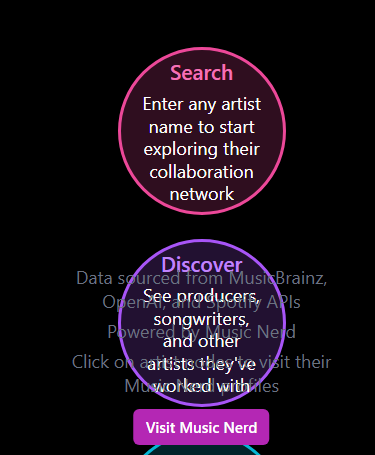 Search
Enter any artist
name to start
exploring their
collaboration
network
Discover
Data sourced from MusicBrainz,
OpenAI, and Spotify APIs
See producers,
songwriters,
and other
artists they've
worked with
Powered by Music Nerd
Click on artist nodes to visit their
Music Nerd profiles
Visit Music Nerd